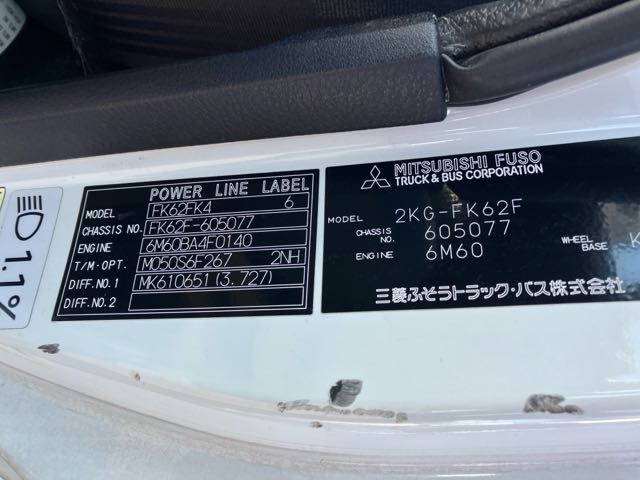 POWER LINE LABEL
MODEL FK62FK4 6
CHASSIS NO. FK62F-605077
ENGINE 6M60BA4F0140
T/M·OPT. M050S6F267 2NH
DIFF.NO.1 MK610651 (3.727)
DIFF.NO.2
MITSUBISHI FUSO
TRUCK & BUS CORPORATION
MODEL 2KG-FK62F
CHASSIS NO. 605077
ENGINE 6M60
WHEEL BASE K
三菱ふそうトラック・バス株式会社
1.1%